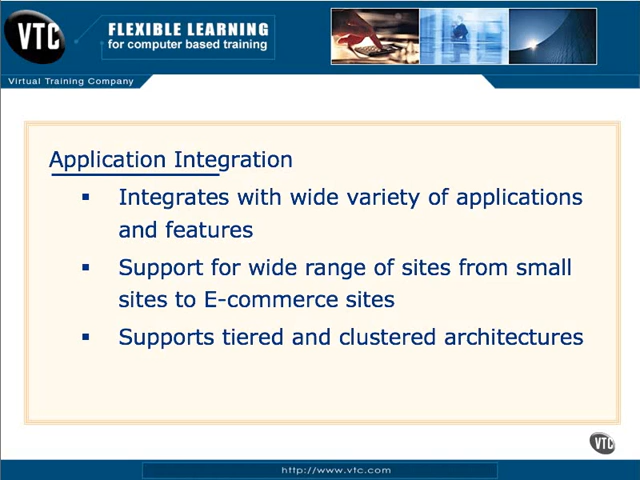 VTC
FLEXIBLE LEARNING
for computer based training
Virtual Training Company
Application Integration
▪ Integrates with wide variety of applications
and features
▪ Support for wide range of sites from small
sites to E-commerce sites
▪ Supports tiered and clustered architectures
VTC
http://www.vtc.com